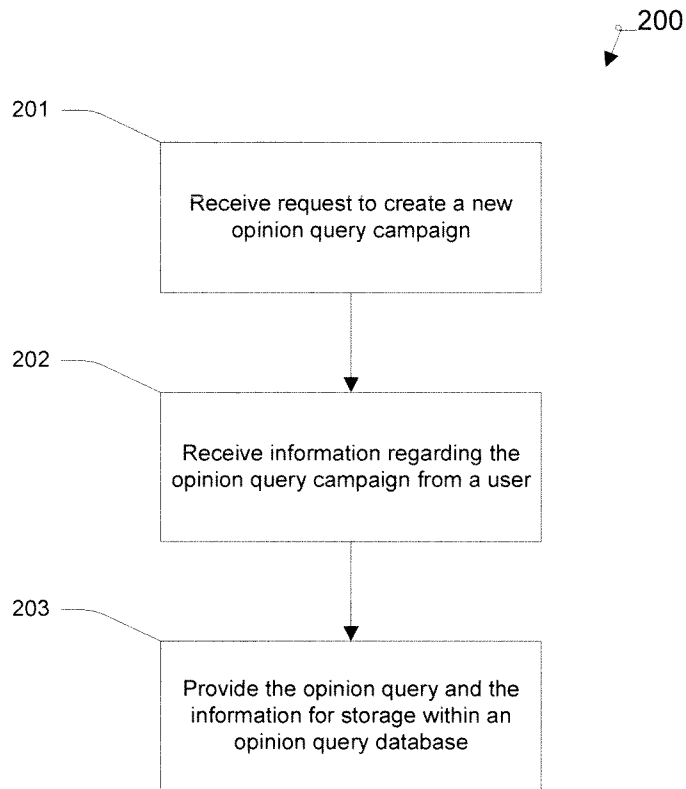 200
201
Receive request to create a new
opinion query campaign
202
Receive information regarding the
opinion query campaign from a user
203
Provide the opinion query and the
information for storage within an
opinion query database